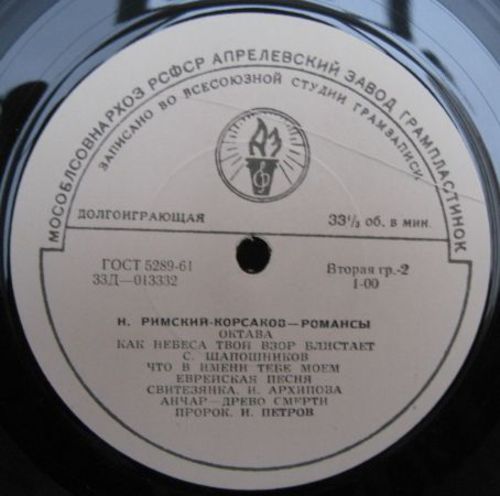 МОСОБЛСОВНАРХОЗ РСФСР АПРЕЛЕВСКИЙ ЗАВОД ГРАМПЛАСТИНОК
ЗАПИСАНО ВО ВСЕСОЮЗНОЙ СТУДИИ ГРАМЗАПИСИ
АЗ
ДОЛГОИГРАЮЩАЯ
33⅓ об. в мин.
ГОСТ 5289-61
33Д—013332
Вторая гр.-2
1-00
Н. РИМСКИЙ-КОРСАКОВ—РОМАНСЫ
ОКТАВА
КАК НЕБЕСА ТВОЙ ВЗОР БЛИСТАЕТ
С. ШАПОШНИКОВ
ЧТО В ИМЕНИ ТЕБЕ МОЕМ
ЕВРЕЙСКАЯ ПЕСНЯ
СВИТЕЗЯНКА. И. АРХИПОВА
АНЧАР—ДРЕВО СМЕРТИ
ПРОРОК. И. ПЕТРОВ